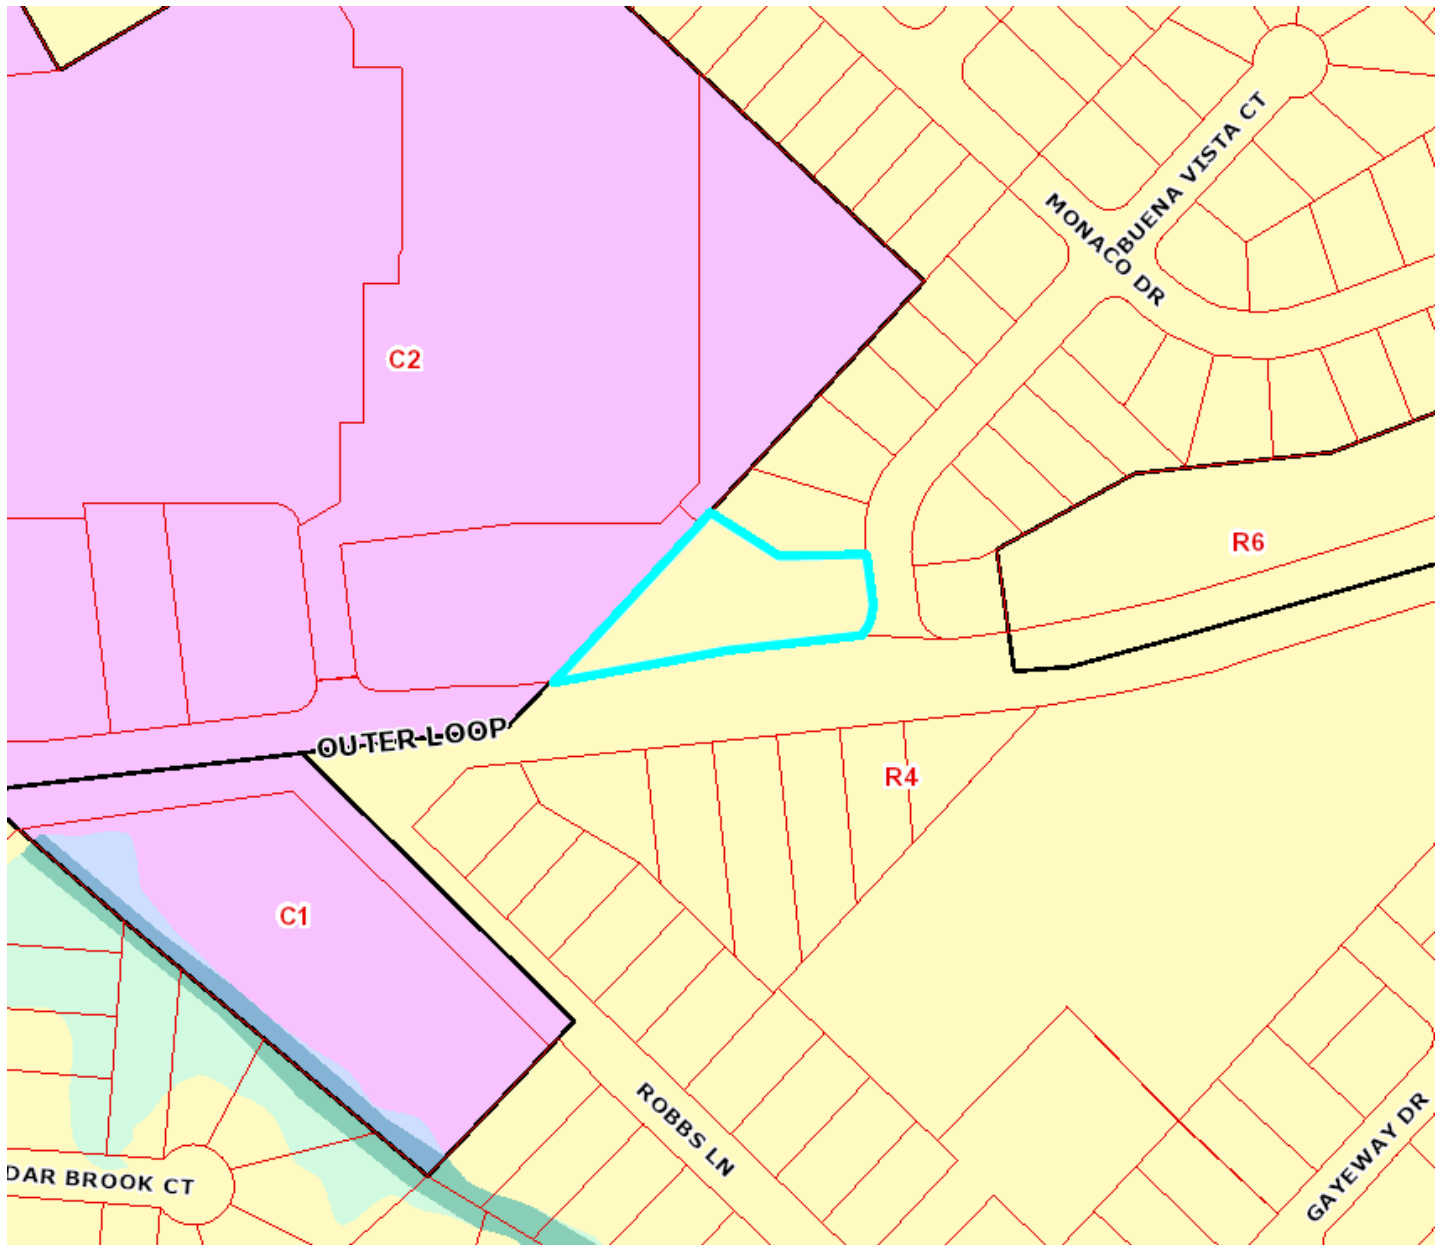 BUENA VISTA CT
MONACO DR
C2
R6
OUTER LOOP
R4
C1
ROBBS LN
GAYEWAY DR
DAR BROOK CT